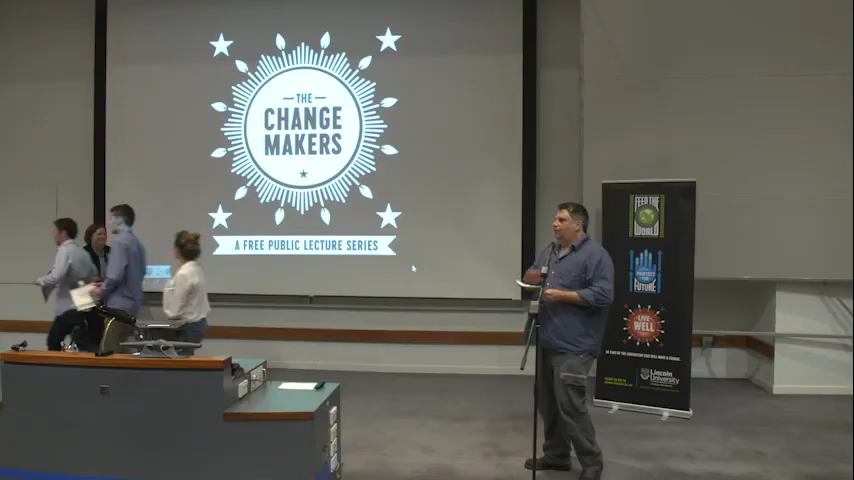 THE
CHANGE
MAKERS
A FREE PUBLIC LECTURE SERIES
FEED THE
WORLD
PROTECT
THE
FUTURE
LIVE
WELL
Lincoln
University